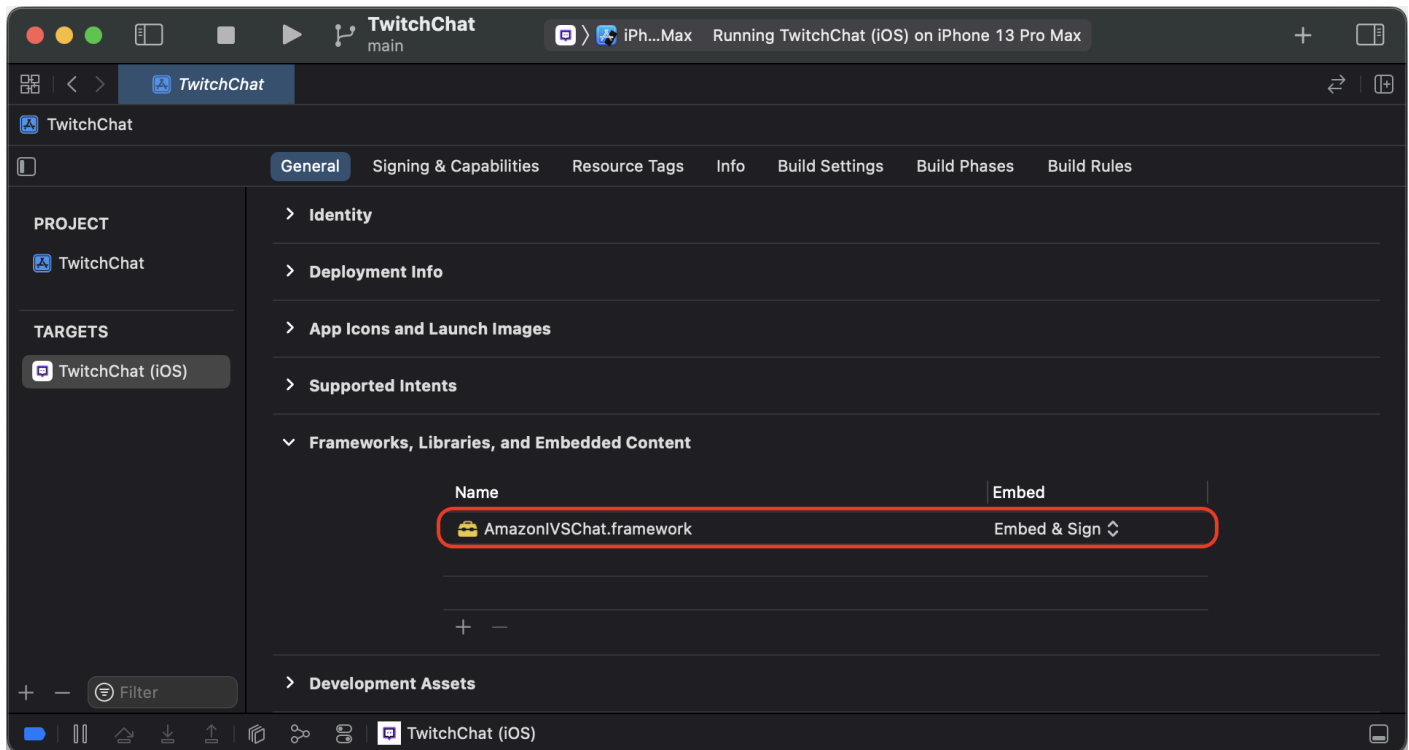 TwitchChat
main
iPh...Max Running TwitchChat (iOS) on iPhone 13 Pro Max
TwitchChat
TwitchChat
General Signing & Capabilities Resource Tags Info Build Settings Build Phases Build Rules
PROJECT
TwitchChat
TARGETS
TwitchChat (iOS)
Filter
Identity
Deployment Info
App Icons and Launch Images
Supported Intents
Frameworks, Libraries, and Embedded Content
Name Embed
AmazonIVSChat.framework Embed & Sign
Development Assets
TwitchChat (iOS)